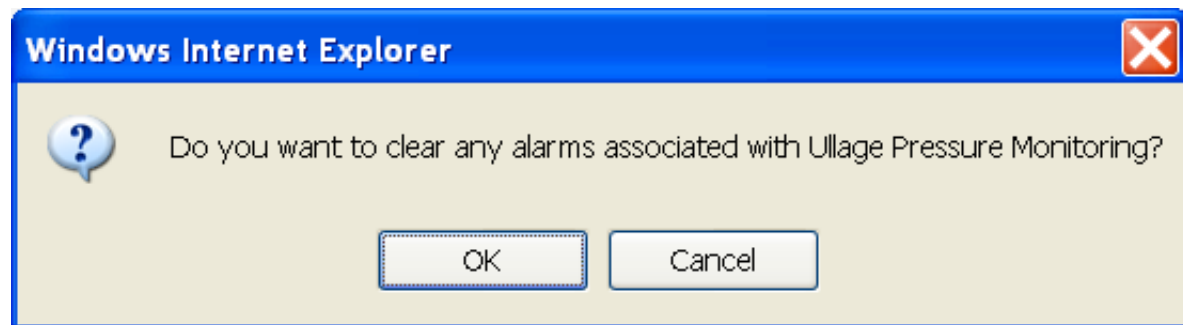 Windows Internet Explorer
Do you want to clear any alarms associated with Ullage Pressure Monitoring?
OK
Cancel